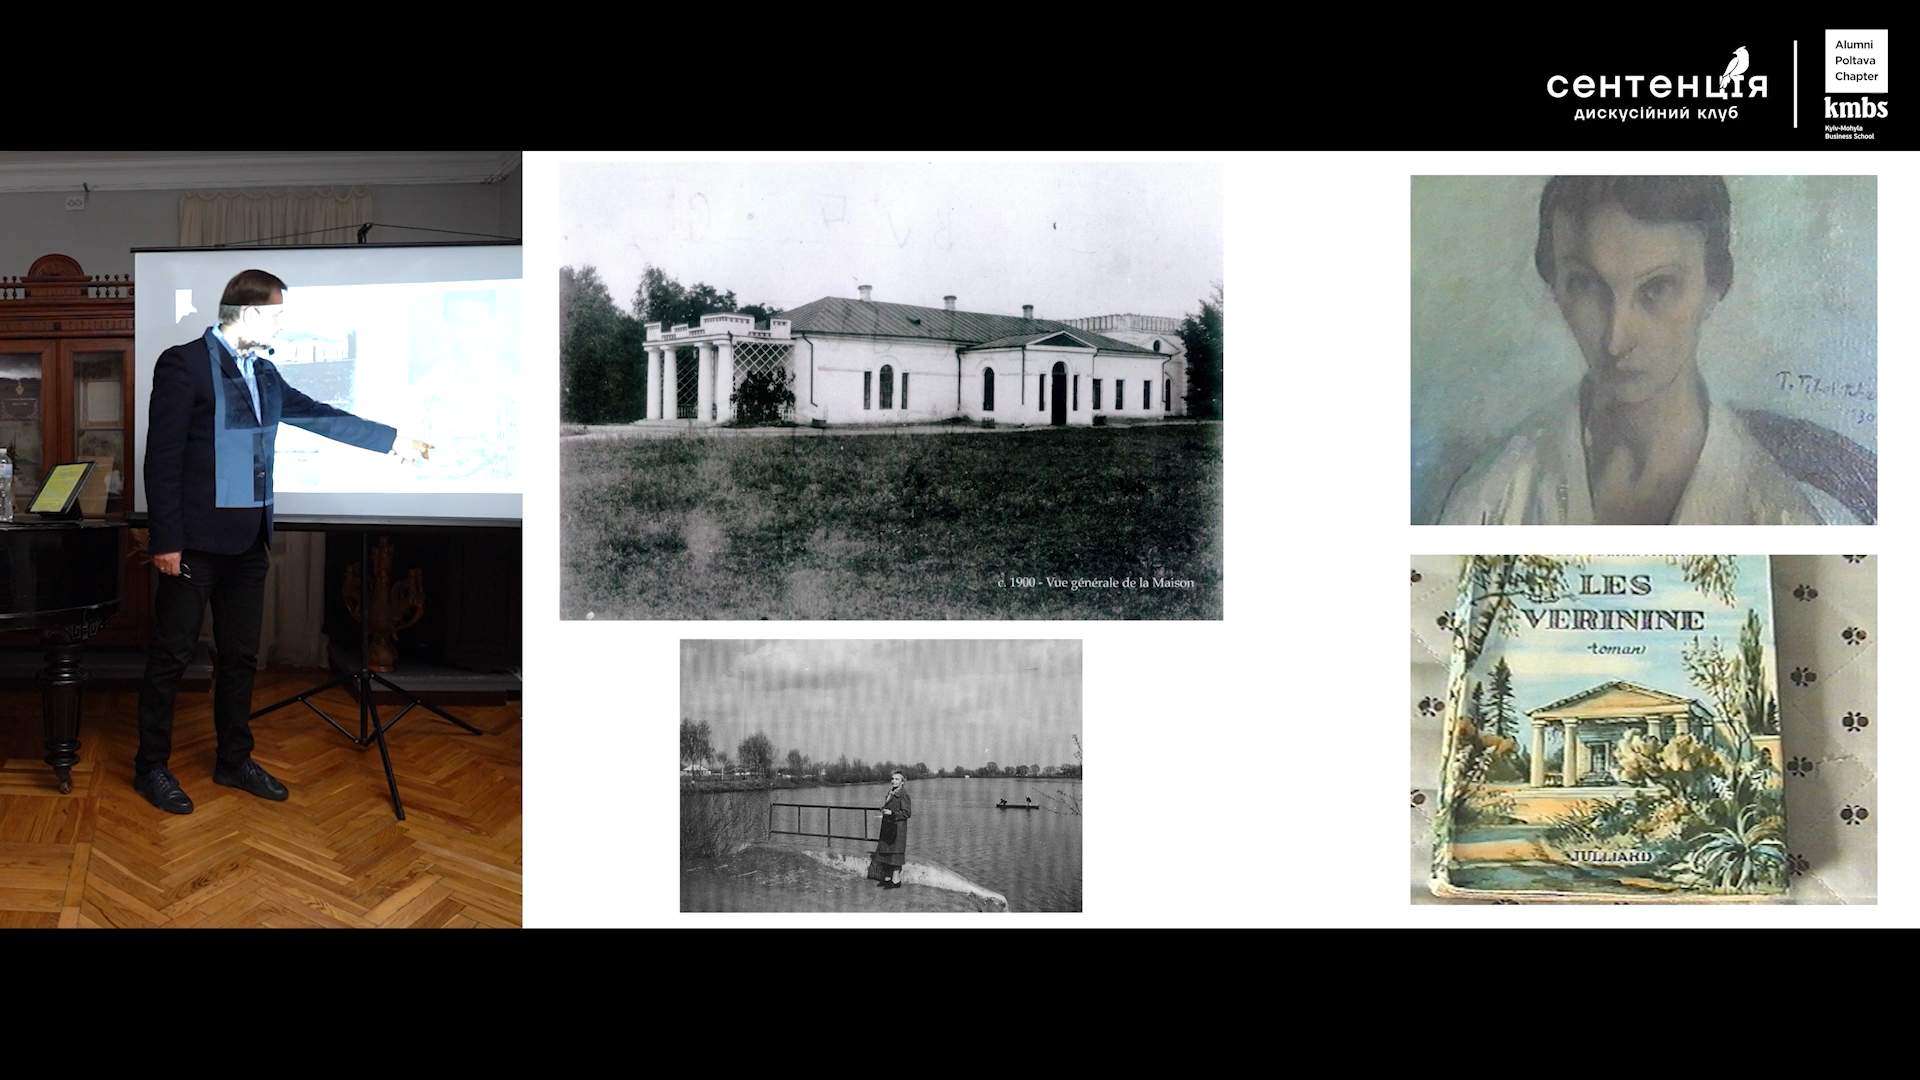 сентенція
дискусійний клуб
Alumni
Poltava
Chapter
kmbs
Kyiv-Mohyla
Business School
c. 1900 - Vue générale de la Maison
LES
VERININE
roman
JULLIARD